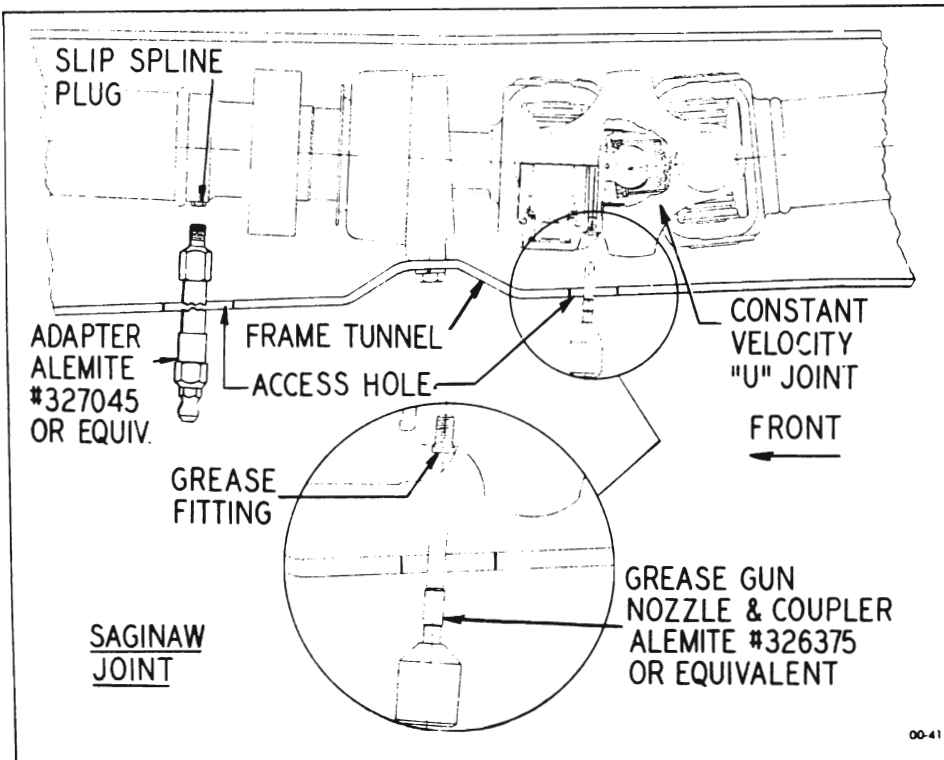 SLIP SPLINE
PLUG
ADAPTER
ALEMITE
#327045
OR EQUIV.
FRAME TUNNEL
ACCESS HOLE
CONSTANT
VELOCITY
"U" JOINT
FRONT
GREASE
FITTING
GREASE GUN
NOZZLE & COUPLER
ALEMITE #326375
OR EQUIVALENT
SAGINAW
JOINT
00-41